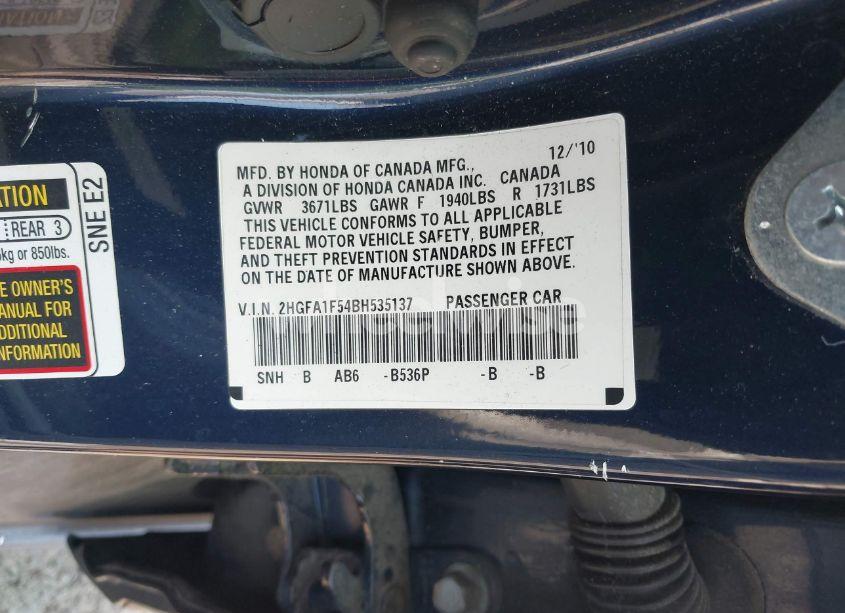 ATION
REAR 3
kg or 850lbs.
SNE E2
E OWNER'S
MANUAL FOR
ADDITIONAL
INFORMATION
12/'10
MFD. BY HONDA OF CANADA MFG.,
A DIVISION OF HONDA CANADA INC. CANADA
GVWR 3671LBS GAWR F 1940LBS R 1731LBS
THIS VEHICLE CONFORMS TO ALL APPLICABLE
FEDERAL MOTOR VEHICLE SAFETY, BUMPER,
AND THEFT PREVENTION STANDARDS IN EFFECT
ON THE DATE OF MANUFACTURE SHOWN ABOVE.
V.I.N. 2HGFA1F54BH535137 PASSENGER CAR
SNH B AB6 -B536P -B -B